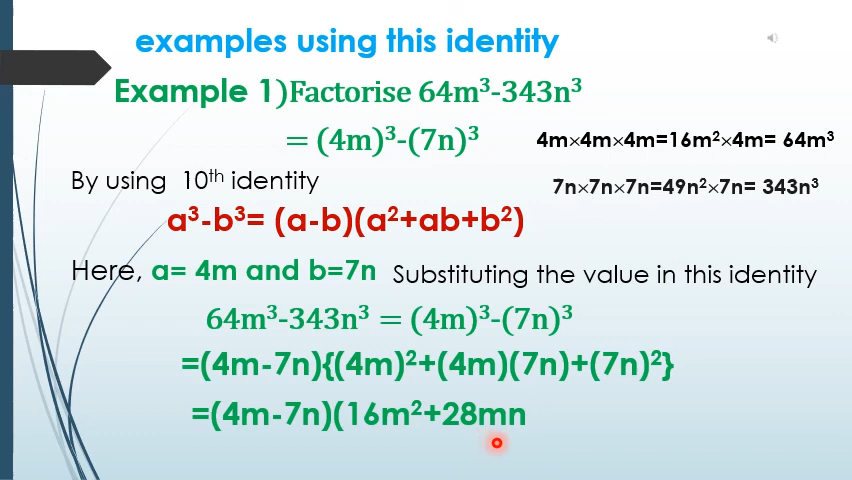 examples using this identity
Example 1)Factorise 64m³-343n³
= (4m)³-(7n)³
4m×4m×4m=16m²×4m= 64m³
By using 10ᵗʰ identity
7n×7n×7n=49n²×7n= 343n³
a³-b³= (a-b)(a²+ab+b²)
Here, a= 4m and b=7n Substituting the value in this identity
64m³-343n³ = (4m)³-(7n)³
=(4m-7n){(4m)²+(4m)(7n)+(7n)²}
=(4m-7n)(16m²+28mn